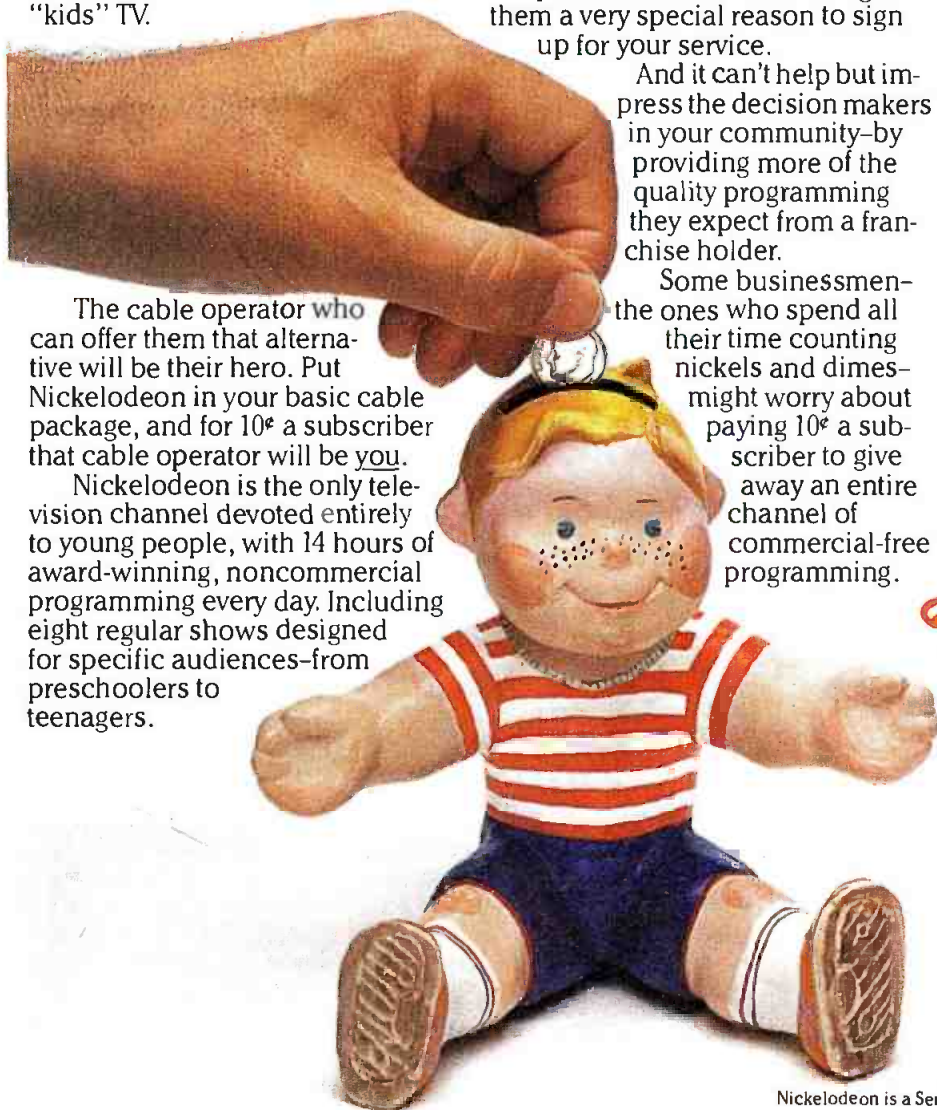 “kids” TV.
The cable operator who
can offer them that alterna-
tive will be their hero. Put
Nickelodeon in your basic cable
package, and for 10¢ a subscriber
that cable operator will be you.
Nickelodeon is the only tele-
vision channel devoted entirely
to young people, with 14 hours of
award-winning, noncommercial
programming every day. Including
eight regular shows designed
for specific audiences–from
preschoolers to
teenagers.
them a very special reason to sign
up for your service.
And it can't help but im-
press the decision makers
in your community–by
providing more of the
quality programming
they expect from a fran-
chise holder.
Some businessmen–
the ones who spend all
their time counting
nickels and dimes–
might worry about
paying 10¢ a sub-
scriber to give
away an entire
channel of
commercial-free
programming.
Nickelodeon is a